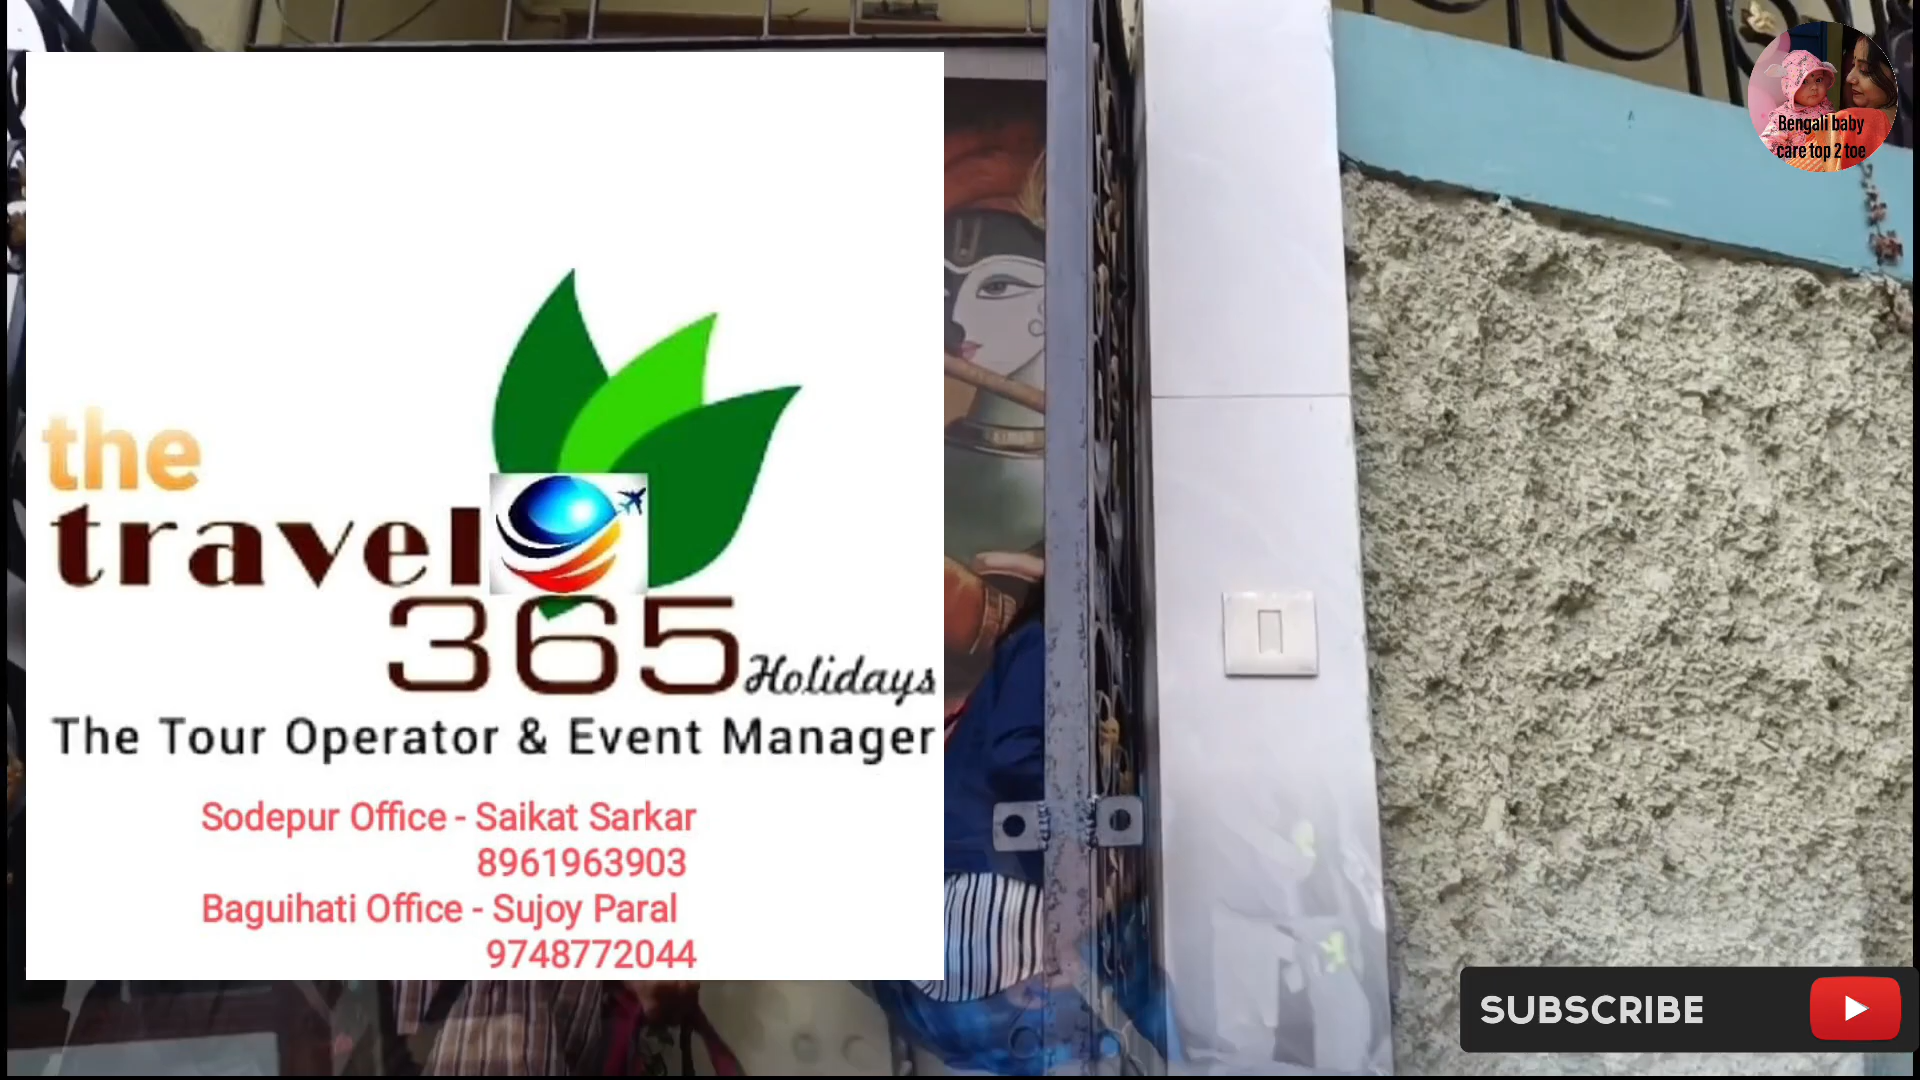 the
travel
365 Holidays
The Tour Operator & Event Manager
Sodepur Office - Saikat Sarkar
8961963903
Baguihati Office - Sujoy Paral
9748772044
Bengali baby
care top 2 toe
SUBSCRIBE